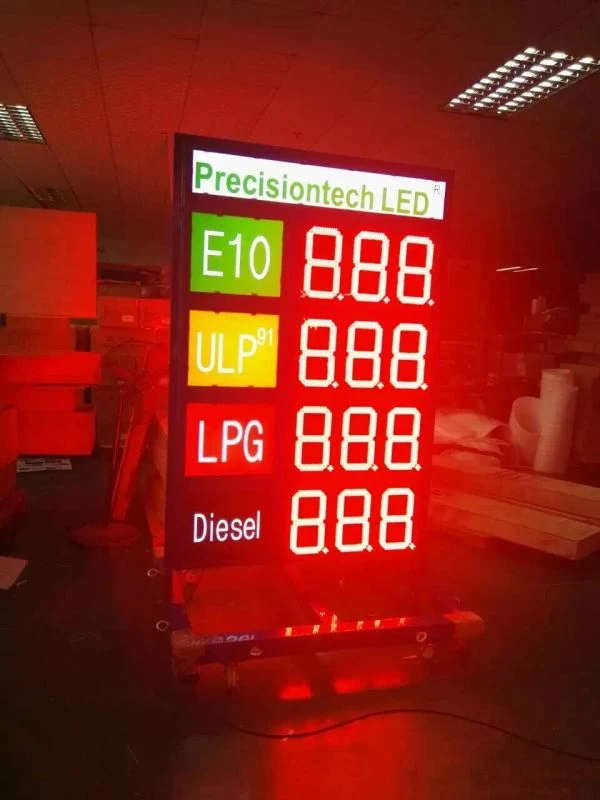 Precisiontech LED R
E10 8.8.8.
ULP91 8.8.8.
LPG 8.8.8.
Diesel 8.8.8.